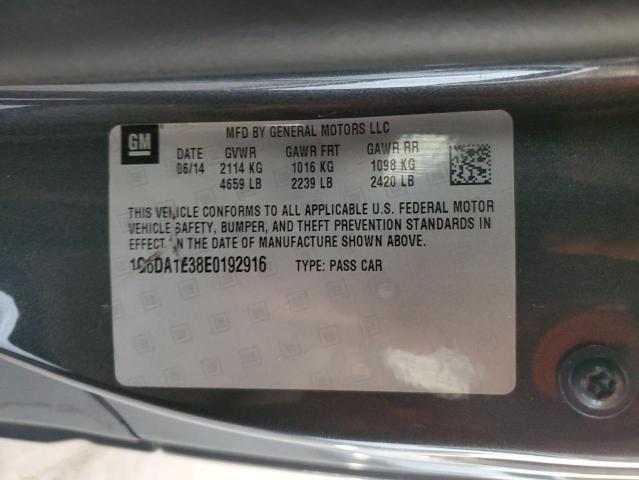 GM
MFD BY GENERAL MOTORS LLC
DATE GVWR GAWR FRT GAWR RR
06/14 2114 KG 1016 KG 1098 KG
4659 LB 2239 LB 2420 LB
THIS VEHICLE CONFORMS TO ALL APPLICABLE U.S. FEDERAL MOTOR
VEHICLE SAFETY, BUMPER, AND THEFT PREVENTION STANDARDS IN
EFFECT IN THE DATE OF MANUFACTURE SHOWN ABOVE.
1G6DA1E38E0192916 TYPE: PASS CAR